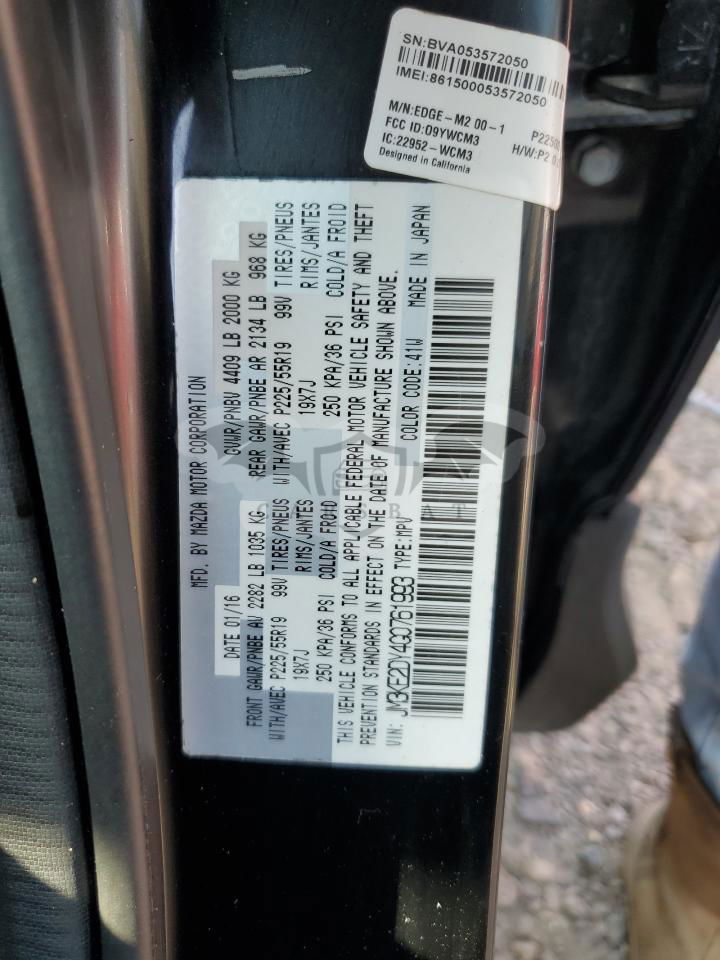 SN:BVA053572050
IMEI:861500053572050
M/N:EDGE-M2 00-1
FCC ID:O9YWCM3
IC:22952-WCM3
Designed in California
H/W:P2
MFD. BY MAZDA MOTOR CORPORATION
DATE 01/16 GVWR/PNBV 4409 LB 2000 KG
FRONT GAWR/PNBE AV 2282 LB 1035 KG REAR GAWR/PNBE AR 2134 LB 968 KG
WITH/AVEC P225/55R19 99V TIRES/PNEUS WITH/AVEC P225/55R19 99V TIRES/PNEUS
19X7J RIMS/JANTES 19X7J RIMS/JANTES
250 KPA/36 PSI COLD/A FROID 250 KPA/36 PSI COLD/A FROID
THIS VEHICLE CONFORMS TO ALL APPLICABLE FEDERAL MOTOR VEHICLE SAFETY AND THEFT
PREVENTION STANDARDS IN EFFECT ON THE DATE OF MANUFACTURE SHOWN ABOVE.
VIN: JM3KE2DY4G0761993 TYPE:MPV COLOR CODE:41W MADE IN JAPAN